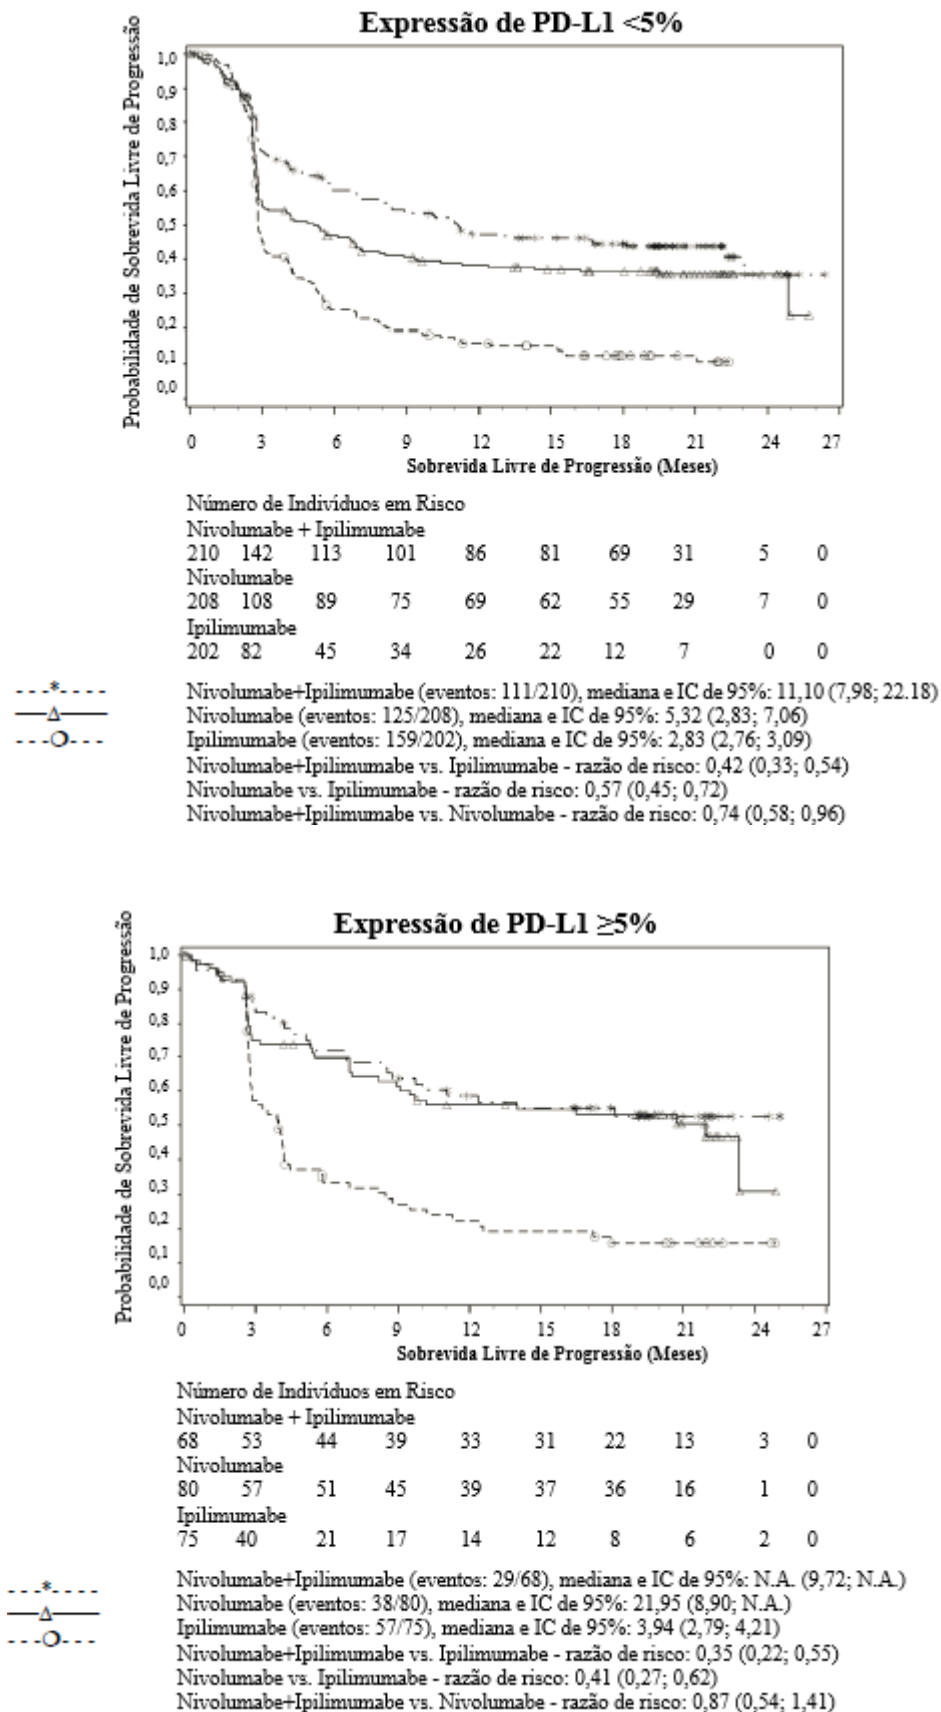 Expressão de PD-L1 <5%
Probabilidade de Sobrevida Livre de Progressão
1,0
0,9
0,8
0,7
0,6
0,5
0,4
0,3
0,2
0,1
0,0
0 3 6 9 12 15 18 21 24 27
Sobrevida Livre de Progressão (Meses)
Número de Indivíduos em Risco
Nivolumabe + Ipilimumabe
210 142 113 101 86 81 69 31 5 0
Nivolumabe
208 108 89 75 69 62 55 29 7 0
Ipilimumabe
202 82 45 34 26 22 12 7 0 0
Nivolumabe+Ipilimumabe (eventos: 111/210), mediana e IC de 95%: 11,10 (7,98; 22.18)
Nivolumabe (eventos: 125/208), mediana e IC de 95%: 5,32 (2,83; 7,06)
Ipilimumabe (eventos: 159/202), mediana e IC de 95%: 2,83 (2,76; 3,09)
Nivolumabe+Ipilimumabe vs. Ipilimumabe - razão de risco: 0,42 (0,33; 0,54)
Nivolumabe vs. Ipilimumabe - razão de risco: 0,57 (0,45; 0,72)
Nivolumabe+Ipilimumabe vs. Nivolumabe - razão de risco: 0,74 (0,58; 0,96)
Expressão de PD-L1 ≥5%
Probabilidade de Sobrevida Livre de Progressão
1,0
0,9
0,8
0,7
0,6
0,5
0,4
0,3
0,2
0,1
0,0
0 3 6 9 12 15 18 21 24 27
Sobrevida Livre de Progressão (Meses)
Número de Indivíduos em Risco
Nivolumabe + Ipilimumabe
68 53 44 39 33 31 22 13 3 0
Nivolumabe
80 57 51 45 39 37 36 16 1 0
Ipilimumabe
75 40 21 17 14 12 8 6 2 0
Nivolumabe+Ipilimumabe (eventos: 29/68), mediana e IC de 95%: N.A. (9,72; N.A.)
Nivolumabe (eventos: 38/80), mediana e IC de 95%: 21,95 (8,90; N.A.)
Ipilimumabe (eventos: 57/75), mediana e IC de 95%: 3,94 (2,79; 4,21)
Nivolumabe+Ipilimumabe vs. Ipilimumabe - razão de risco: 0,35 (0,22; 0,55)
Nivolumabe vs. Ipilimumabe - razão de risco: 0,41 (0,27; 0,62)
Nivolumabe+Ipilimumabe vs. Nivolumabe - razão de risco: 0,87 (0,54; 1,41)